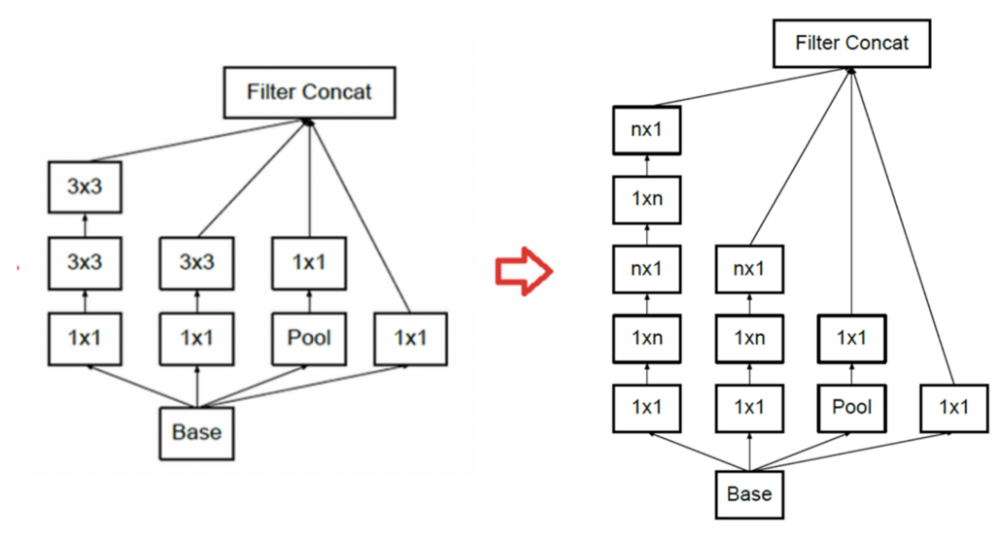 Filter Concat
3x3
3x3
3x3
1x1
1x1
1x1
Pool
1x1
Base
Filter Concat
nx1
1xn
nx1
nx1
1xn
1xn
1x1
1x1
1x1
Pool
1x1
Base